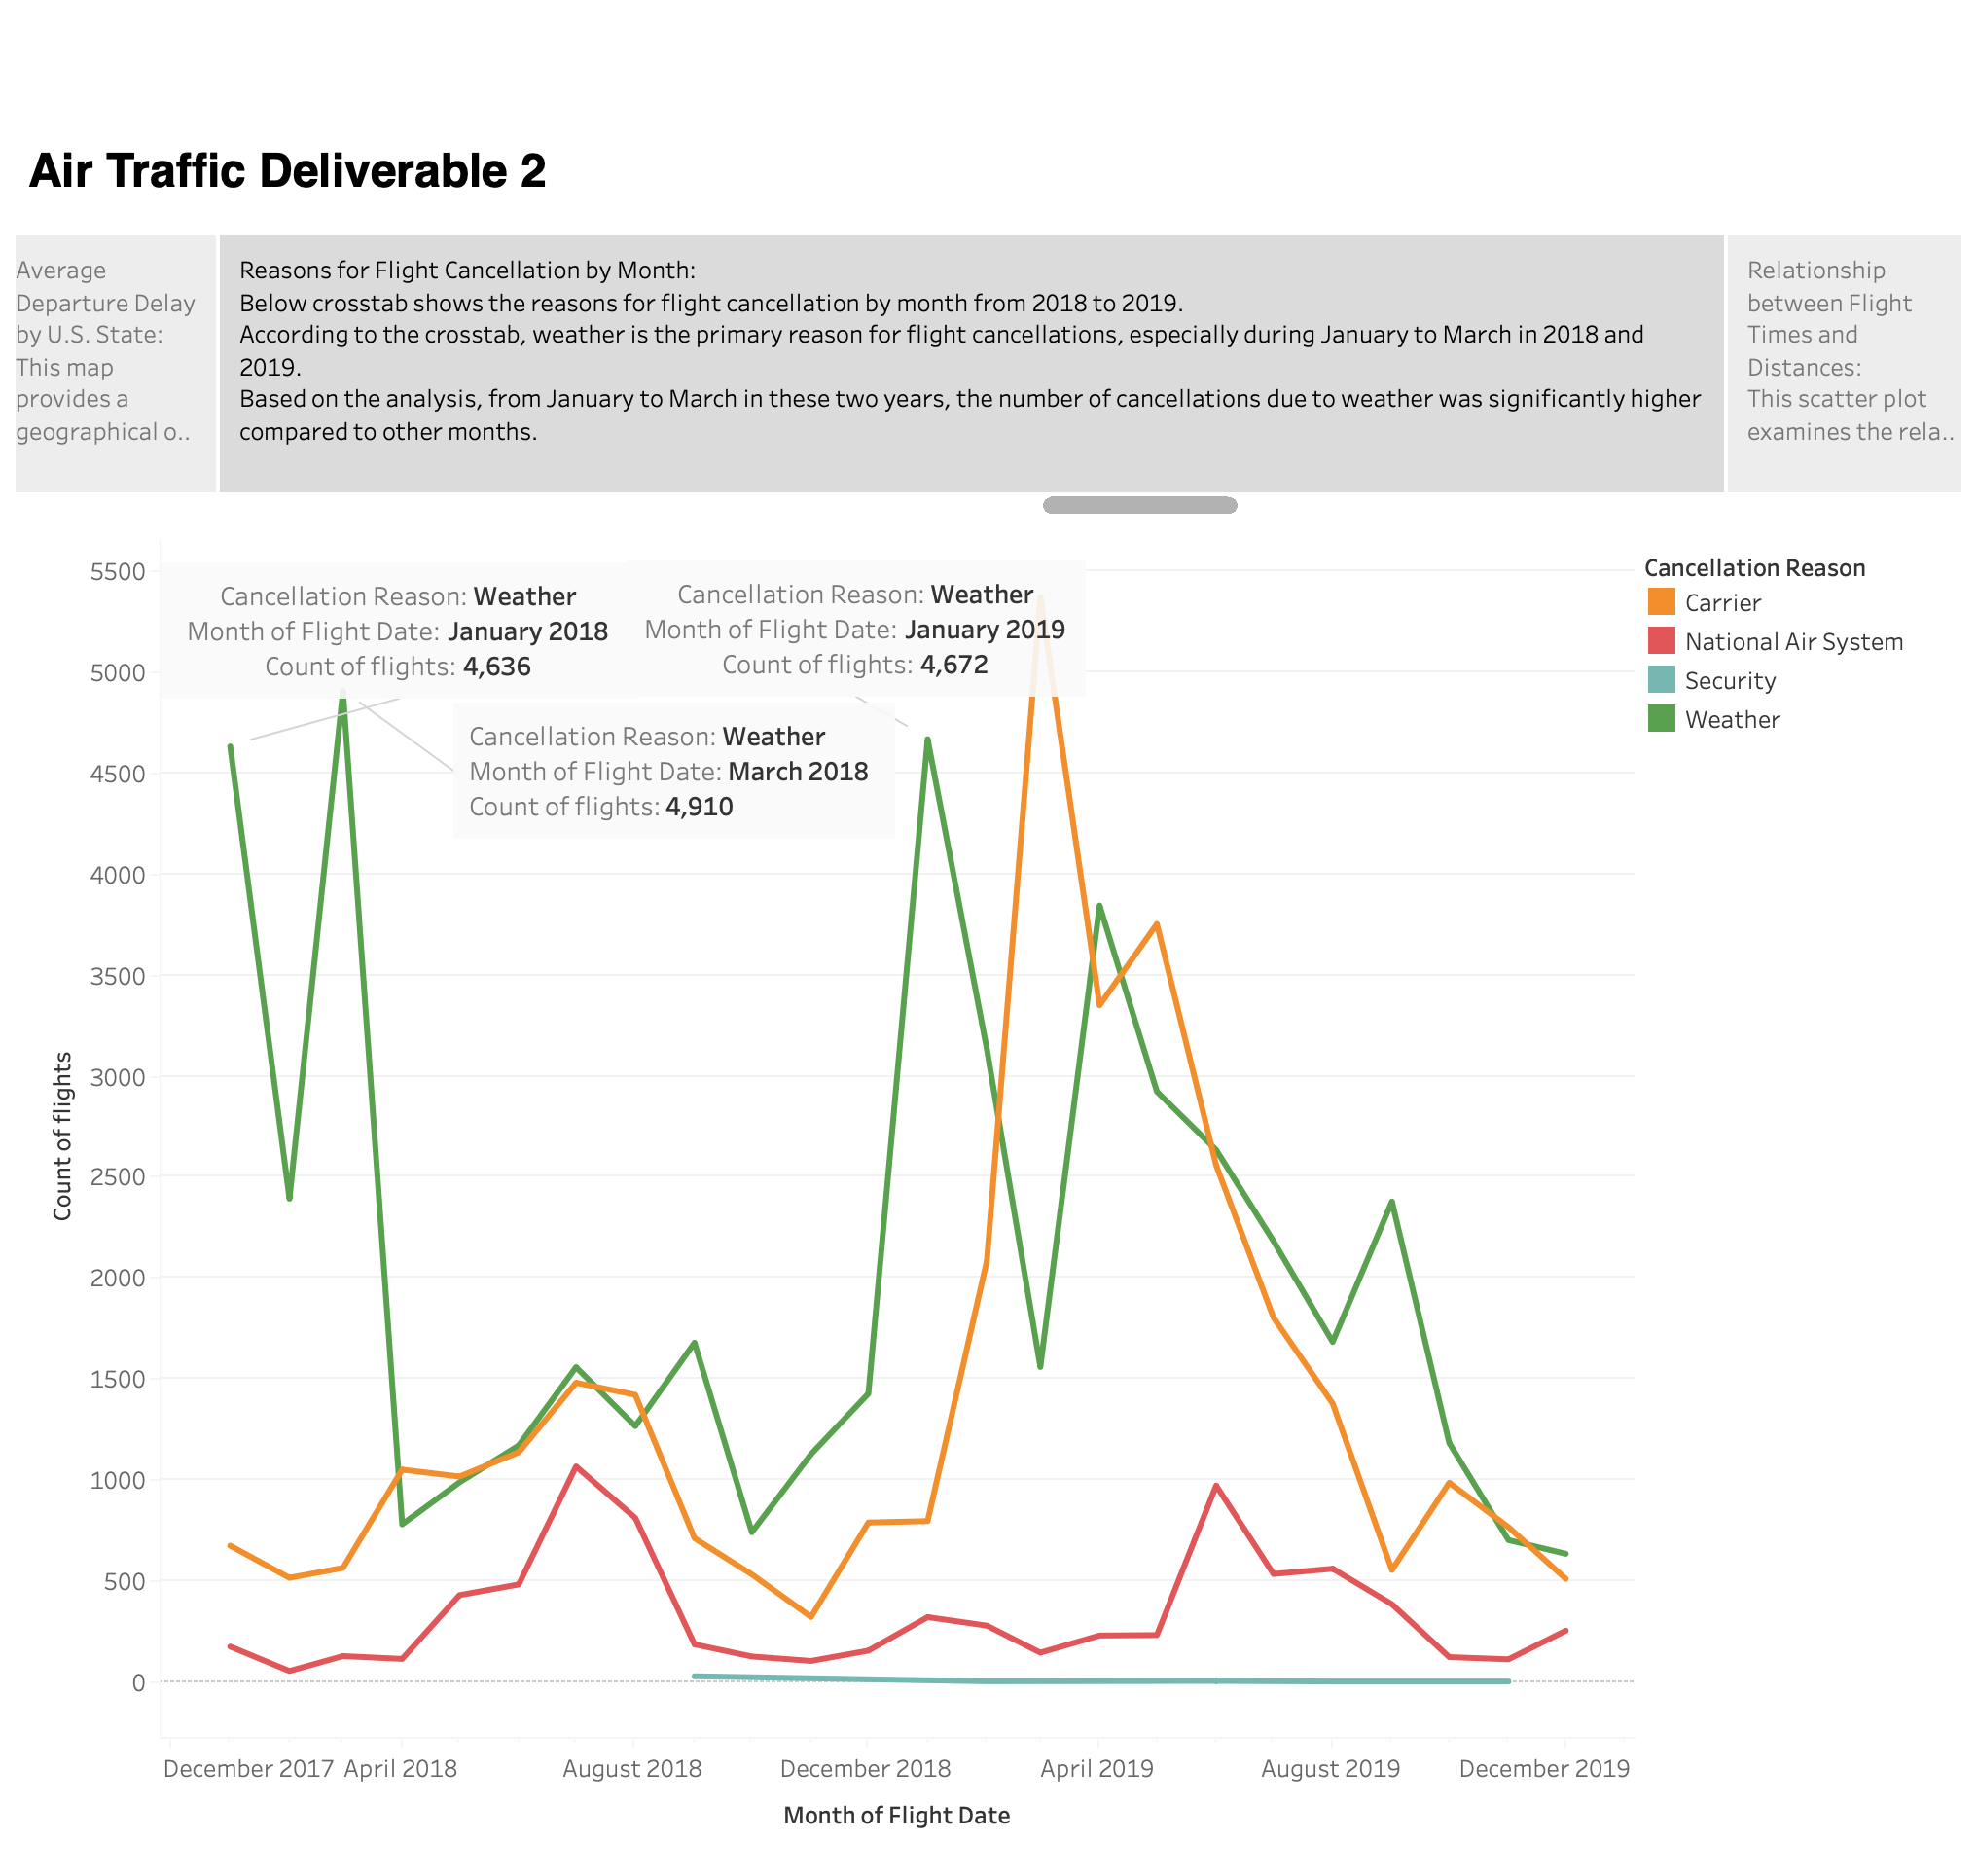 Air Traffic Deliverable 2
Average
Departure Delay
by U.S. State:
This map
provides a
geographical o..
Reasons for Flight Cancellation by Month:
Below crosstab shows the reasons for flight cancellation by month from 2018 to 2019.
According to the crosstab, weather is the primary reason for flight cancellations, especially during January to March in 2018 and
2019.
Based on the analysis, from January to March in these two years, the number of cancellations due to weather was significantly higher
compared to other months.
Relationship
between Flight
Times and
Distances:
This scatter plot
examines the rela..
Cancellation Reason: Weather
Month of Flight Date: January 2018
Count of flights: 4,636
Cancellation Reason: Weather
Month of Flight Date: January 2019
Count of flights: 4,672
Cancellation Reason: Weather
Month of Flight Date: March 2018
Count of flights: 4,910
Cancellation Reason
Carrier
National Air System
Security
Weather
Count of flights
5500
5000
4500
4000
3500
3000
2500
2000
1500
1000
500
0
December 2017
April 2018
August 2018
December 2018
April 2019
August 2019
December 2019
Month of Flight Date